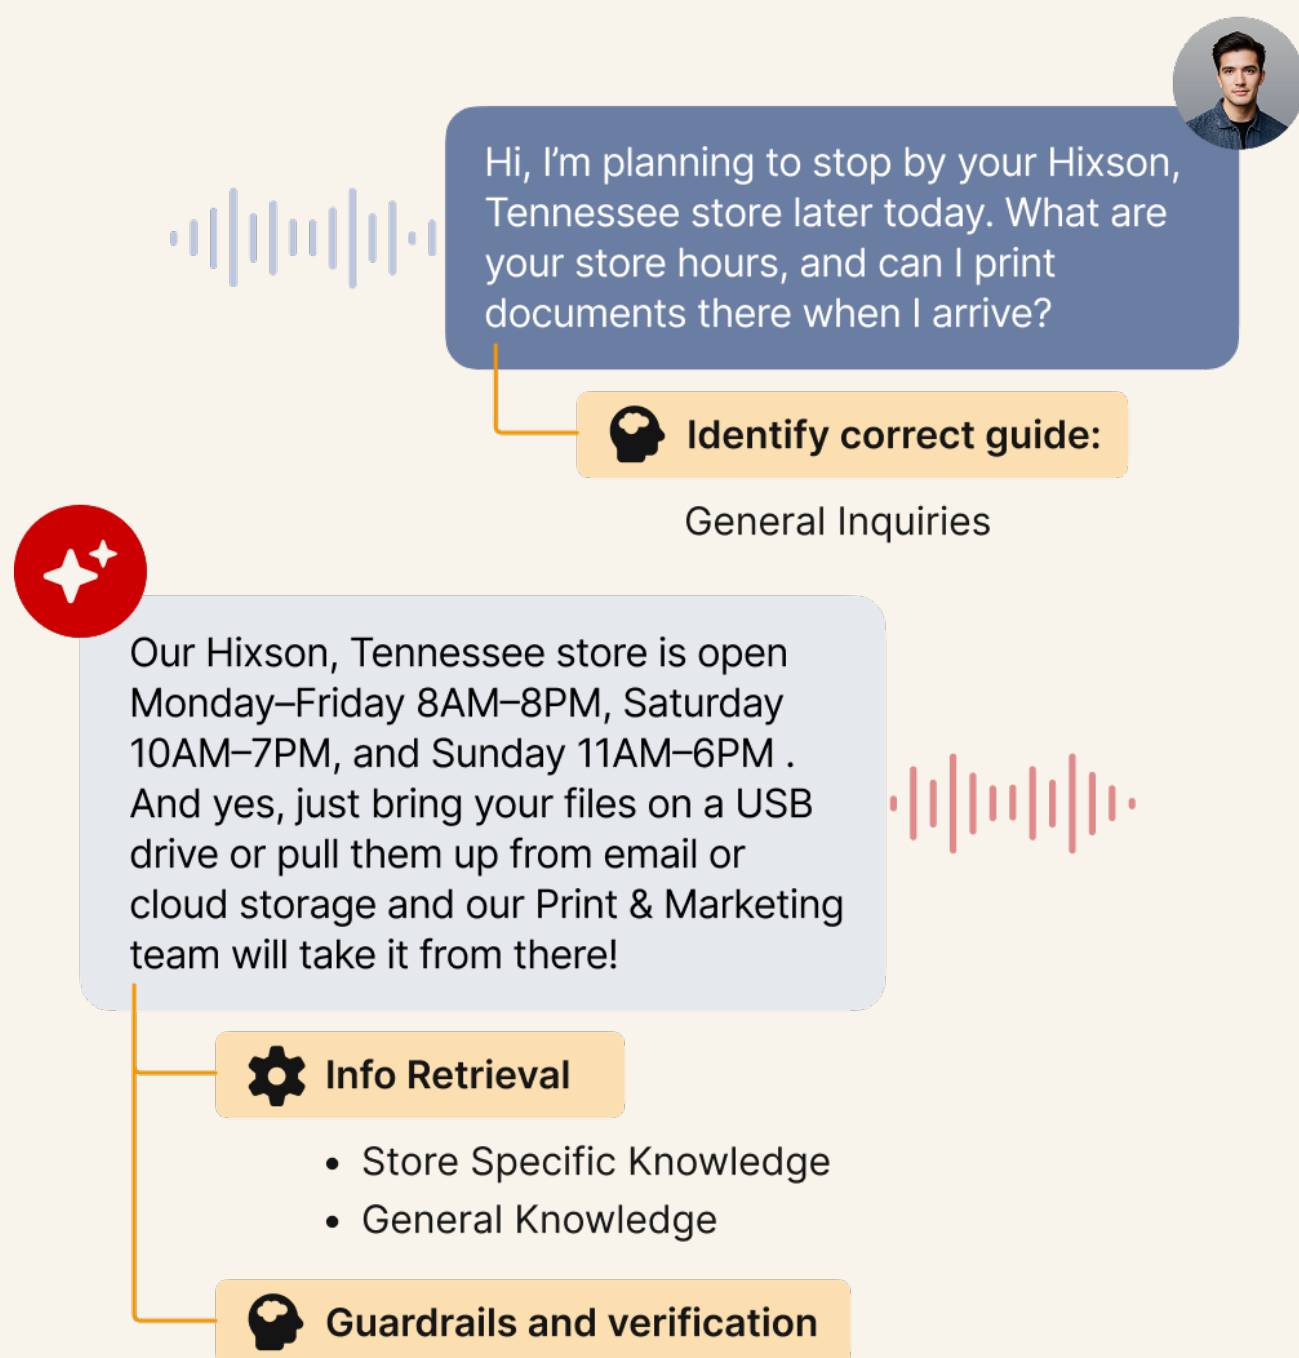 Hi, I’m planning to stop by your Hixson,
Tennessee store later today. What are
your store hours, and can I print
documents there when I arrive?
Identify correct guide:
General Inquiries
Our Hixson, Tennessee store is open
Monday–Friday 8AM–8PM, Saturday
10AM–7PM, and Sunday 11AM–6PM .
And yes, just bring your files on a USB
drive or pull them up from email or
cloud storage and our Print & Marketing
team will take it from there!
Info Retrieval
• Store Specific Knowledge
• General Knowledge
Guardrails and verification